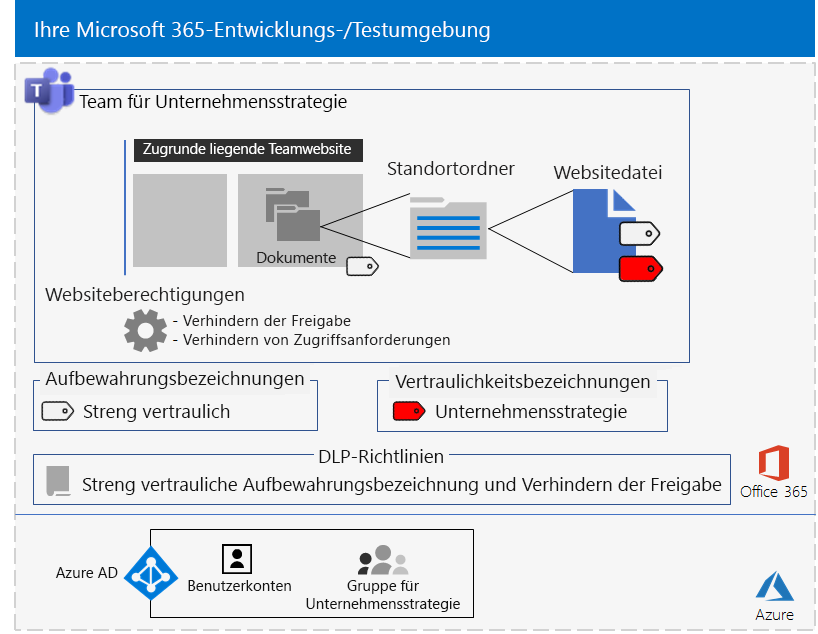 Ihre Microsoft 365-Entwicklungs-/Testumgebung
T
Team für Unternehmensstrategie
Zugrunde liegende Teamwebsite
Standortordner
Websitedatei
Dokumente
Websiteberechtigungen
- Verhindern der Freigabe
- Verhindern von Zugriffsanforderungen
Aufbewahrungsbezeichnungen
Streng vertraulich
Vertraulichkeitsbezeichnungen
Unternehmensstrategie
DLP-Richtlinien
Streng vertrauliche Aufbewahrungsbezeichnung und Verhindern der Freigabe
Office 365
Azure AD
Benutzerkonten
Gruppe für
Unternehmensstrategie
Azure